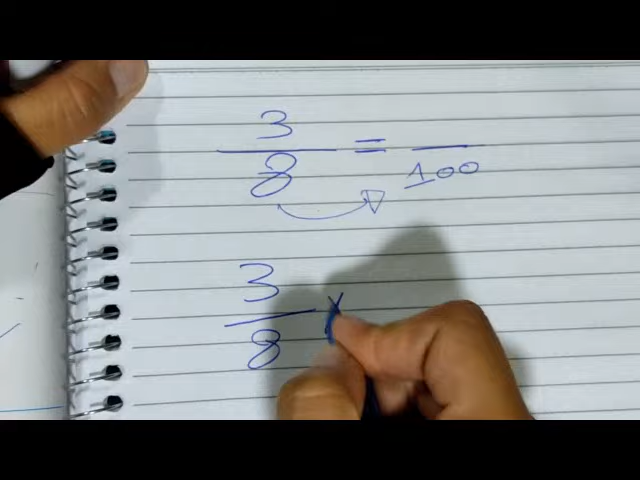 3/8 = /100
3/8 ×